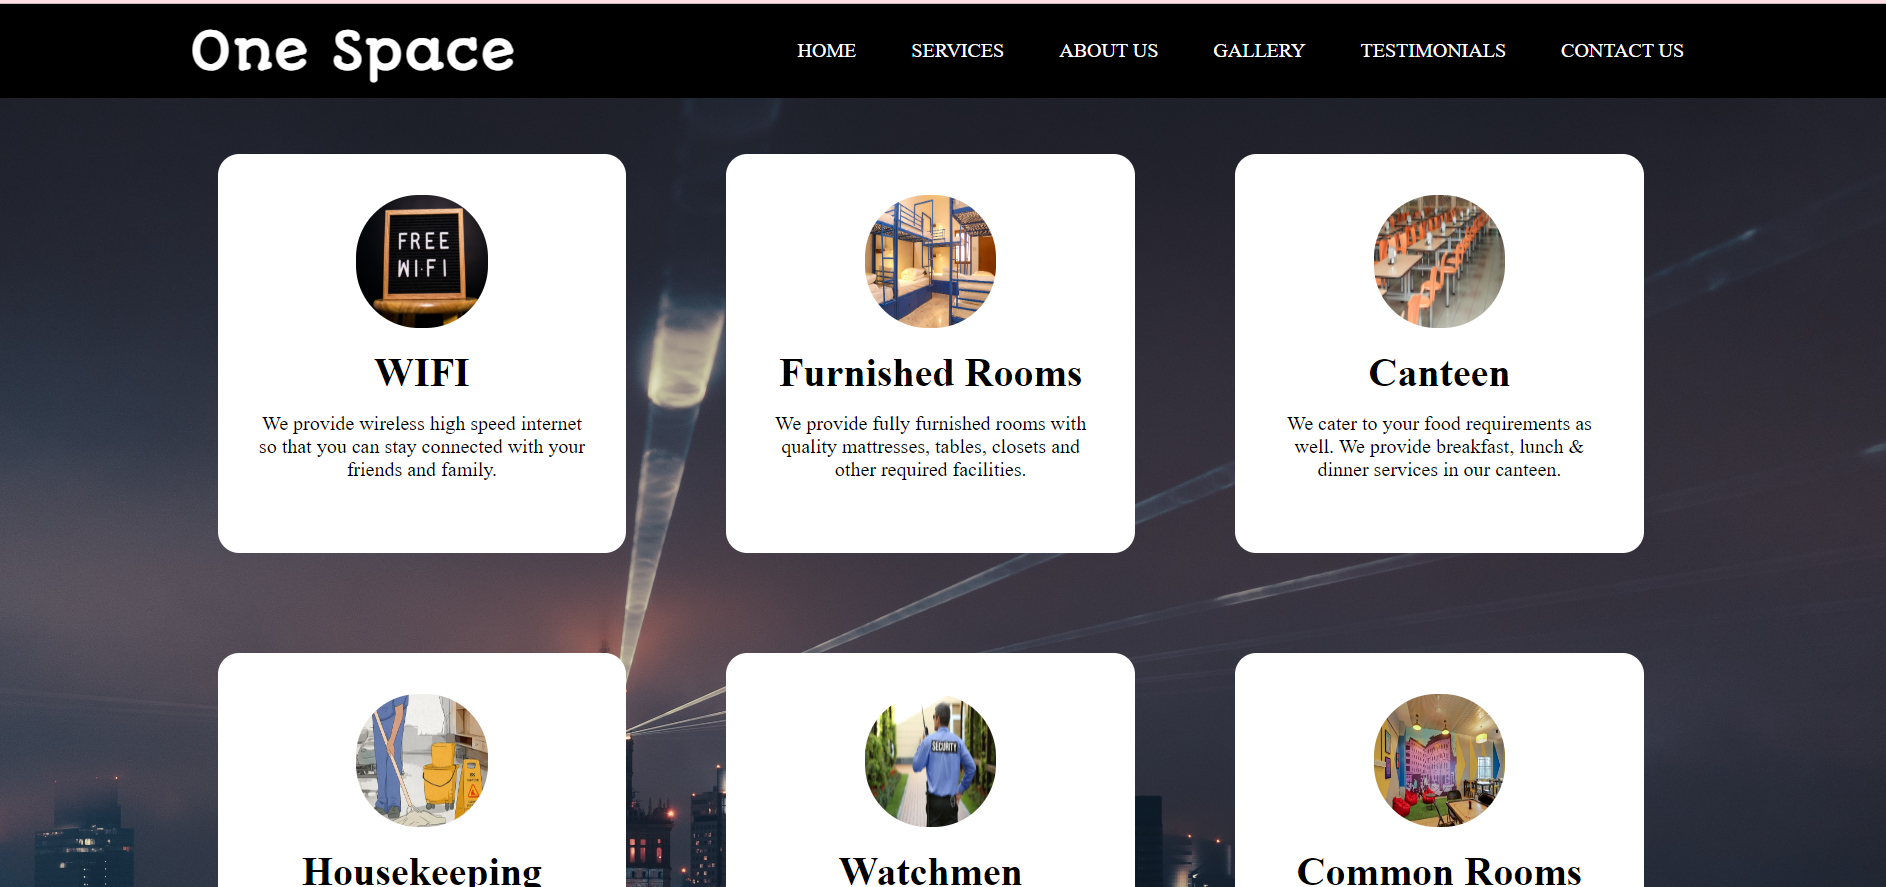 One Space
HOME SERVICES ABOUT US GALLERY TESTIMONIALS CONTACT US
FREE
WI-FI
WIFI
We provide wireless high speed internet
so that you can stay connected with your
friends and family.
Furnished Rooms
We provide fully furnished rooms with
quality mattresses, tables, closets and
other required facilities.
Canteen
We cater to your food requirements as
well. We provide breakfast, lunch &
dinner services in our canteen.
Housekeeping
SECURITY
Watchmen
Common Rooms